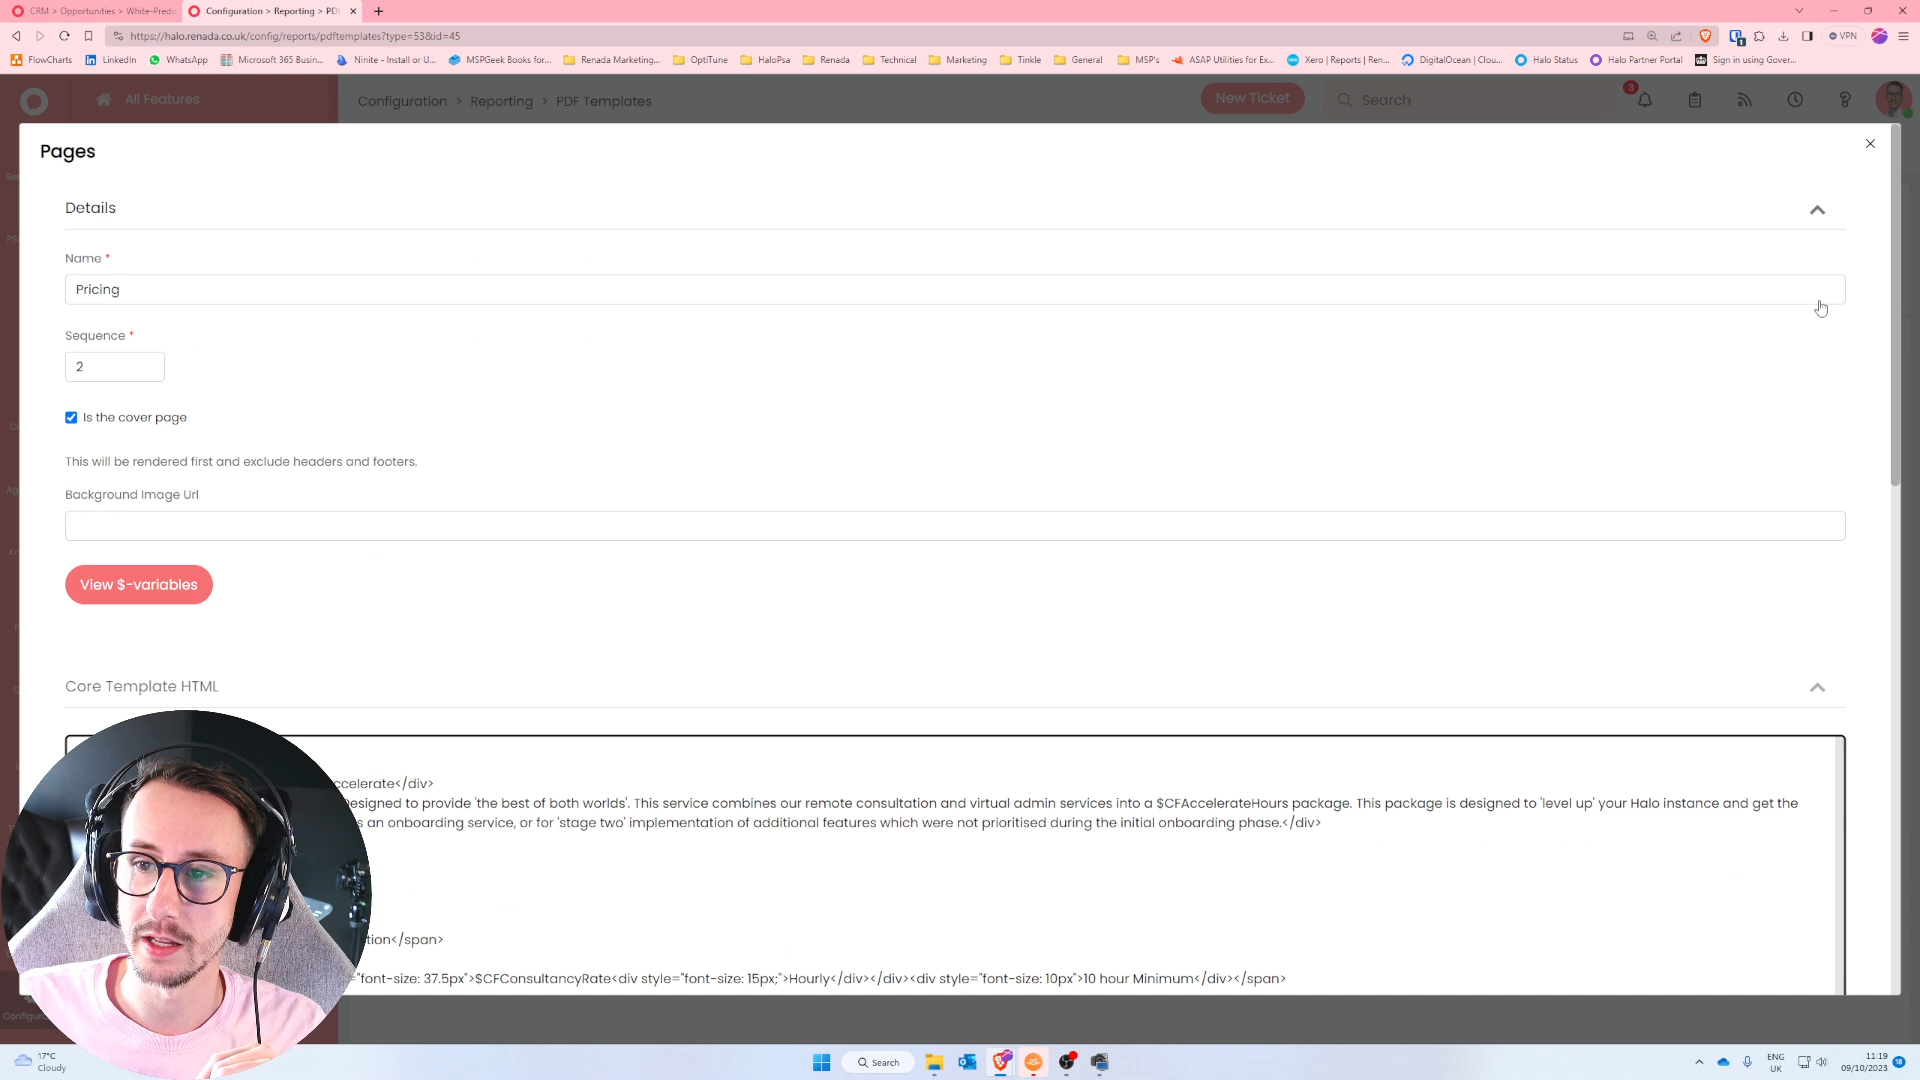 CRM > Opportunities > White-Predo
Configuration > Reporting > PDF
https://halo.renada.co.uk/config/reports/pdftemplates?type=53&id=45
VPN
FlowCharts
LinkedIn
WhatsApp
Microsoft 365 Busin...
Ninite - Install or U...
MSPGeek Books for...
Renada Marketing...
OptiTune
HaloPsa
Renada
Technical
Marketing
Tinkle
General
MSP's
ASAP Utilities for Ex...
Xero | Reports | Ren...
DigitalOcean | Clou...
Halo Status
Halo Partner Portal
Sign in using Gover...
All Features
Configuration > Reporting > PDF Templates
New Ticket
Search
3
Pages
Details
Name *
Pricing
Sequence *
2
Is the cover page
This will be rendered first and exclude headers and footers.
Background Image Url
View $-variables
Core Template HTML
ccelerate</div>
esigned to provide 'the best of both worlds'. This service combines our remote consultation and virtual admin services into a $CFAccelerateHours package. This package is designed to 'level up' your Halo instance and get the
s an onboarding service, or for 'stage two' implementation of additional features which were not prioritised during the initial onboarding phase.</div>
tion</span>
="font-size: 37.5px">$CFConsultancyRate<div style="font-size: 15px;">Hourly</div></div><div style="font-size: 10px">10 hour Minimum</div></span>
Configura
17°C
Cloudy
Search
ENG
UK
11:19
09/10/2023
18